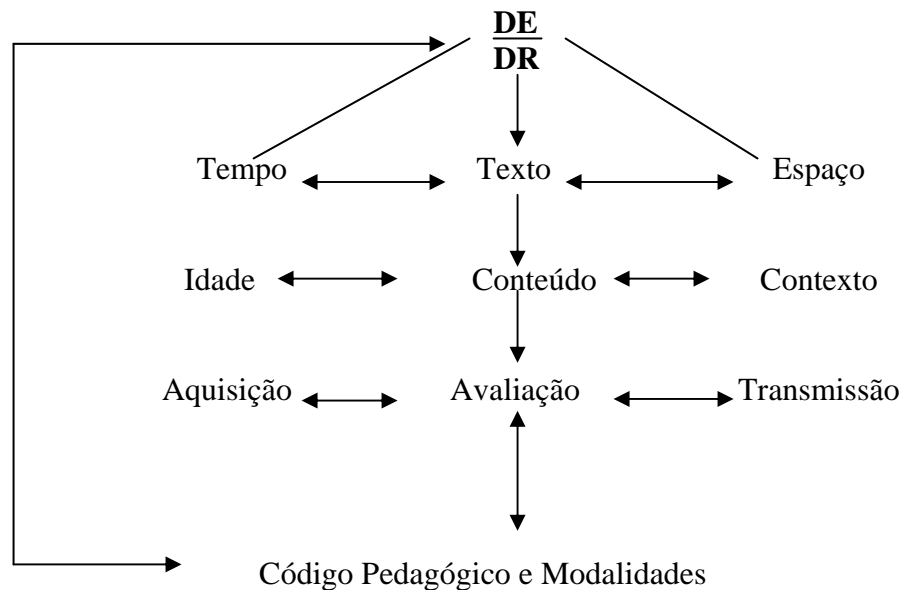 DE
DR
Tempo Texto Espaço
Idade Conteúdo Contexto
Aquisição Avaliação Transmissão
Código Pedagógico e Modalidades